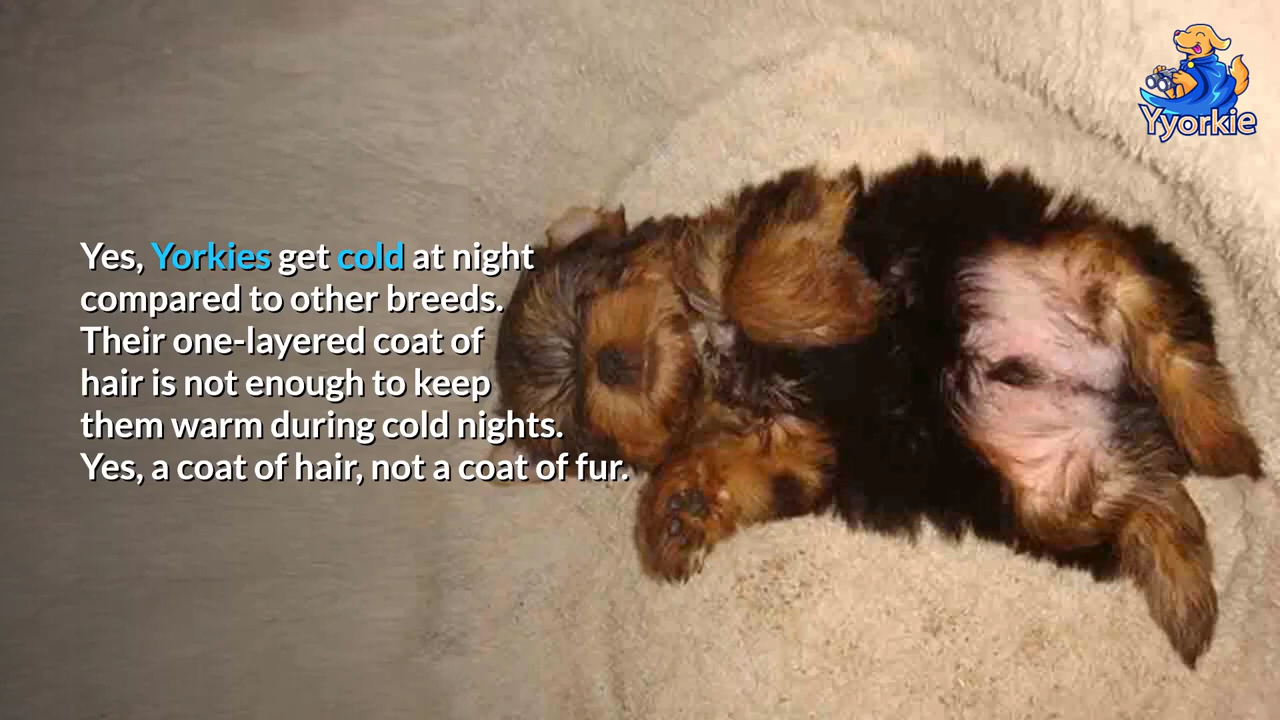 Yyorkie
Yes, Yorkies get cold at night
compared to other breeds.
Their one-layered coat of
hair is not enough to keep
them warm during cold nights.
Yes, a coat of hair, not a coat of fur.